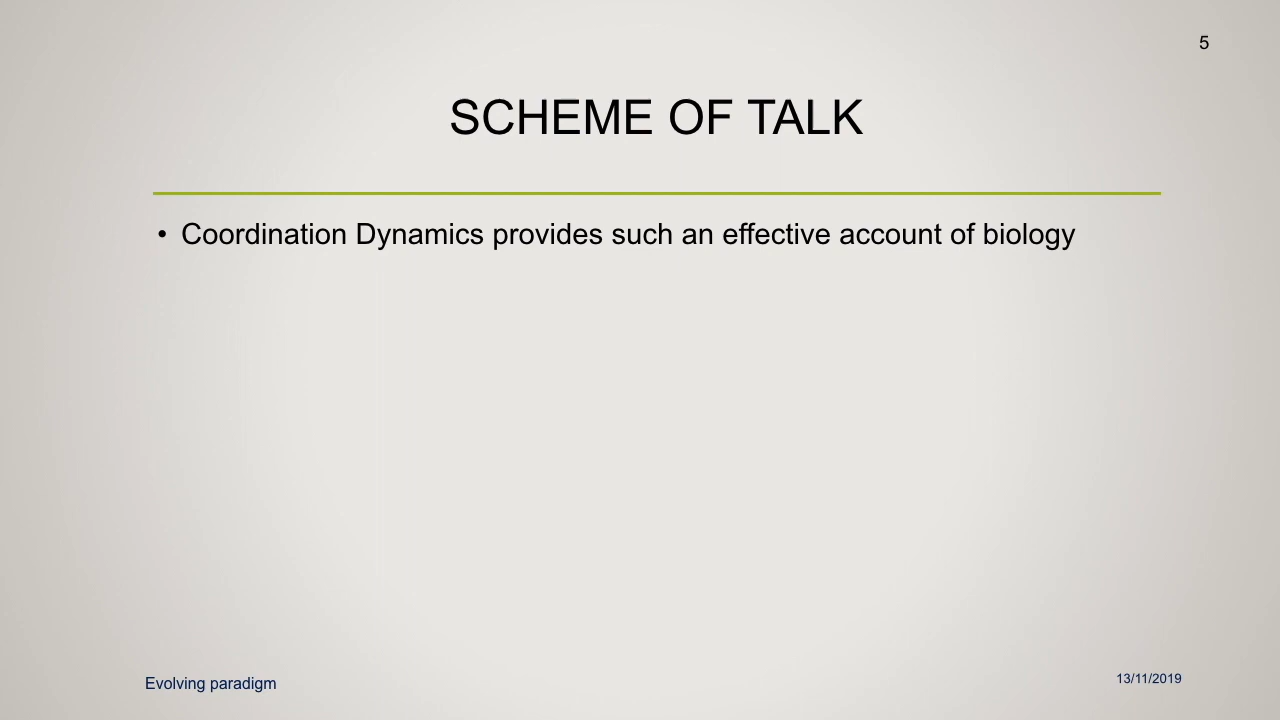 5
SCHEME OF TALK
• Coordination Dynamics provides such an effective account of biology
Evolving paradigm
13/11/2019